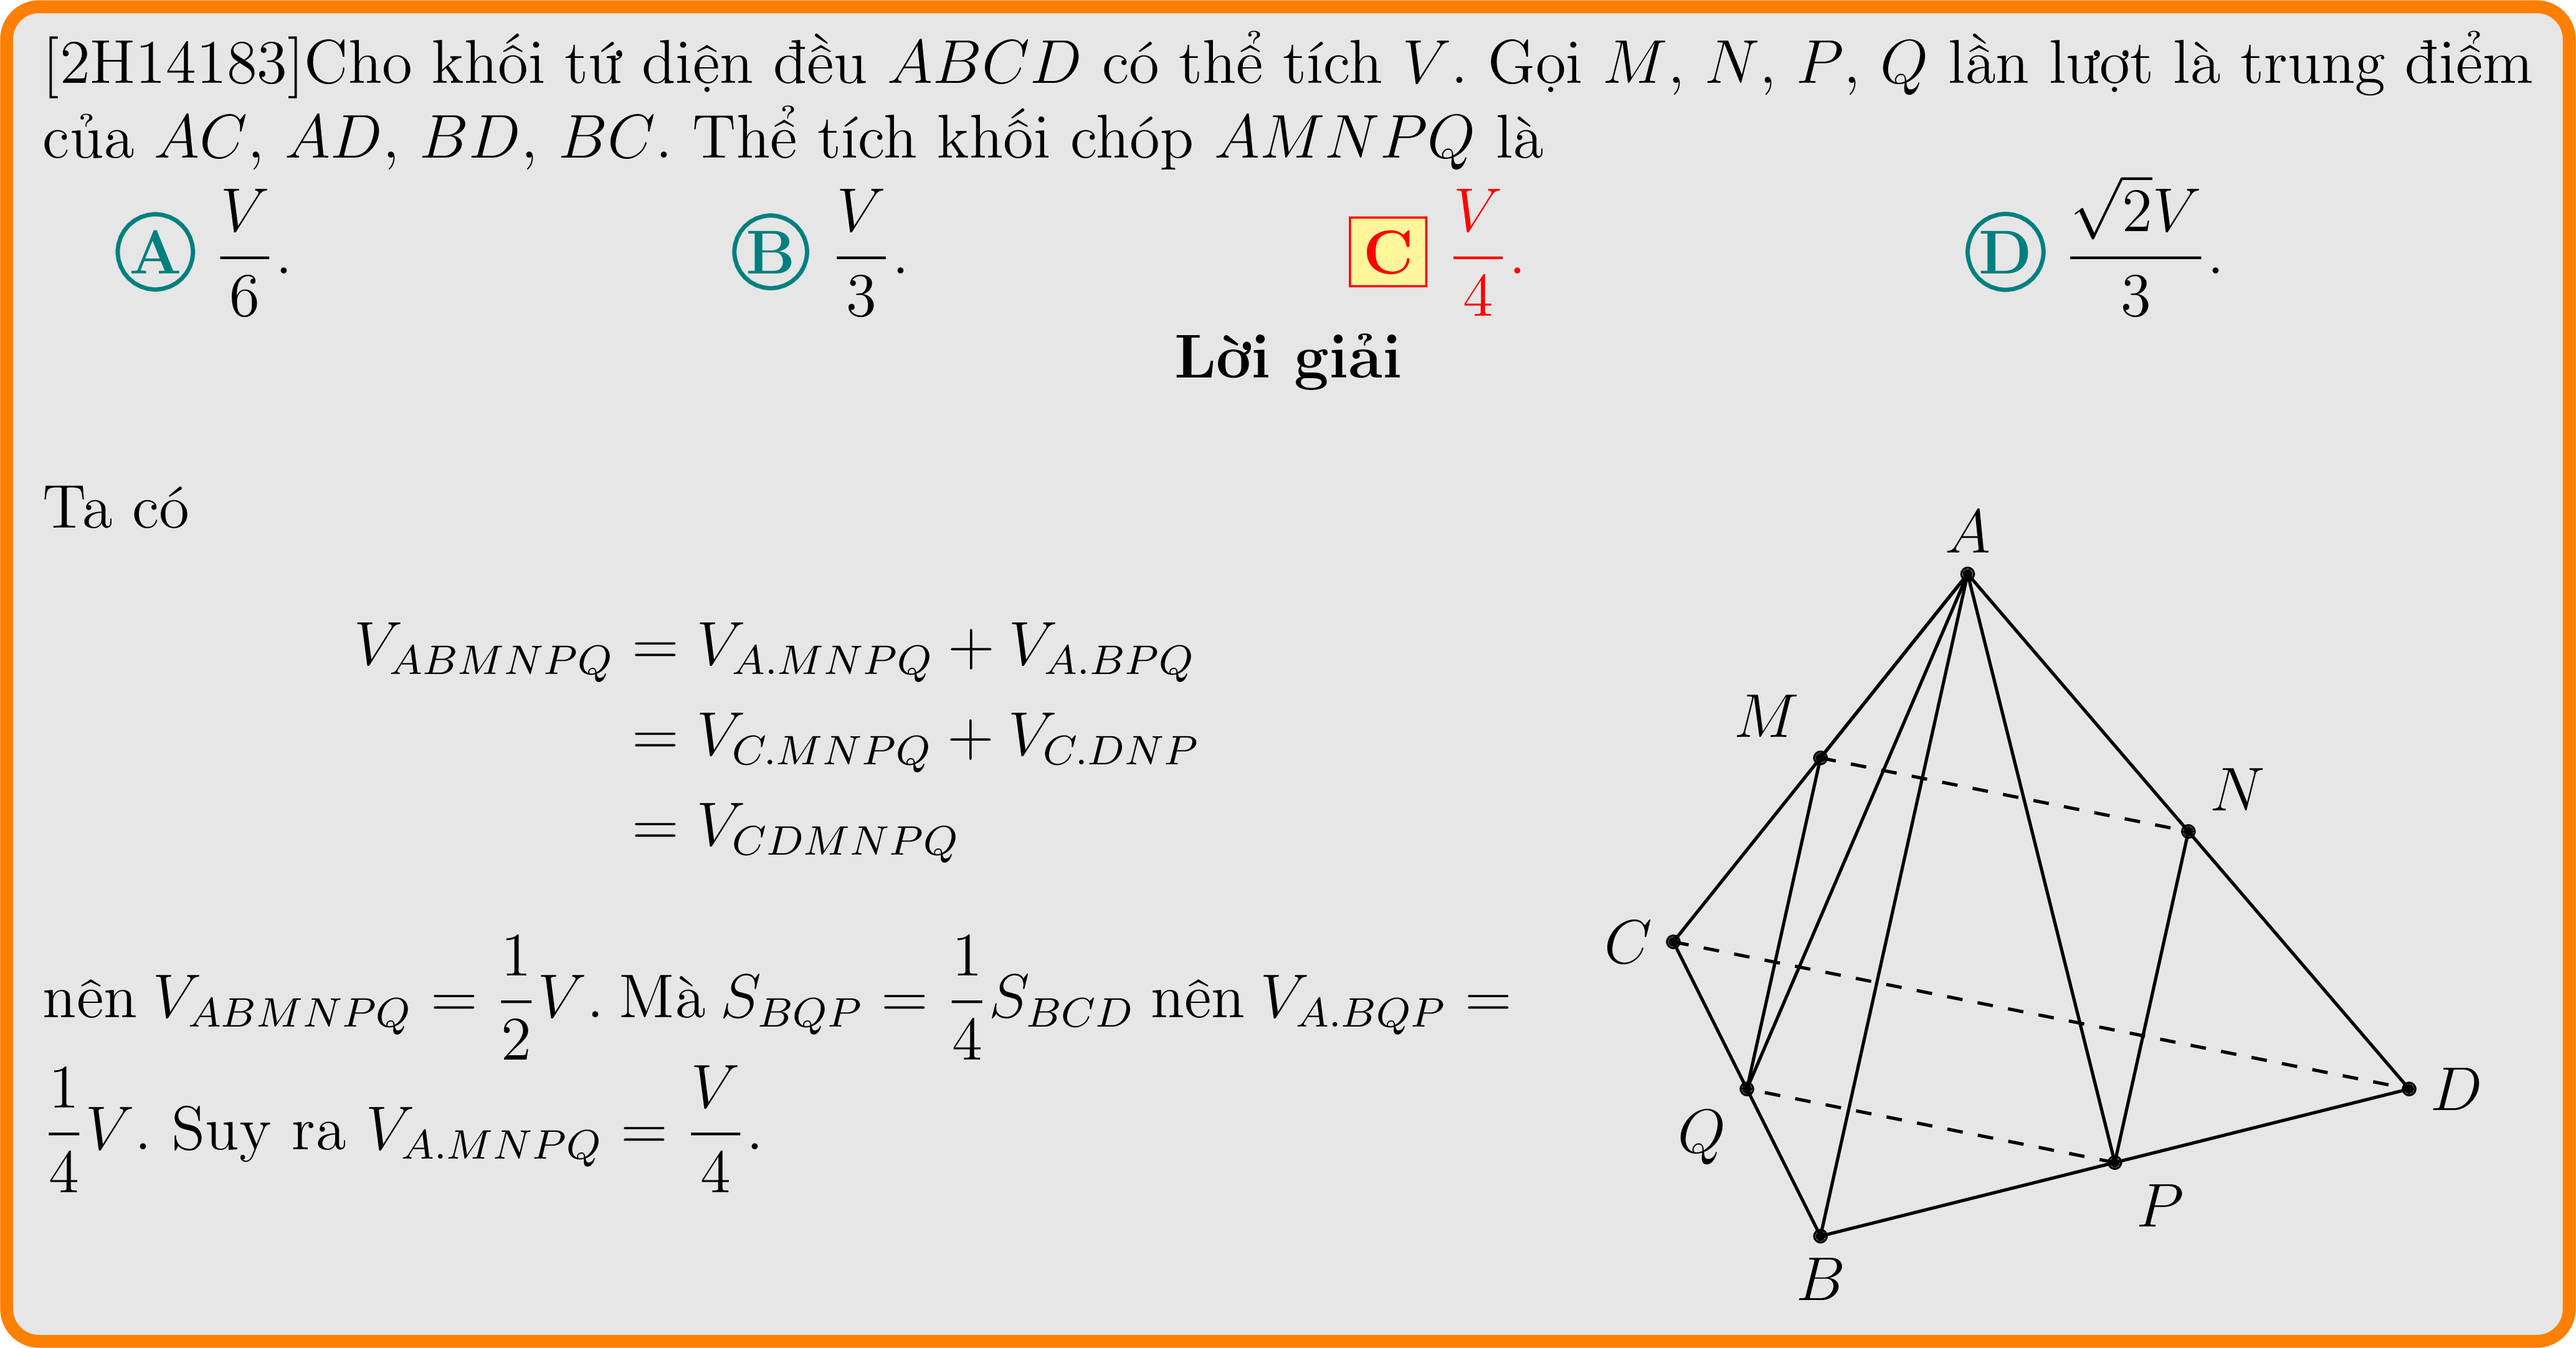 [2H14183]Cho khối tứ diện đều ABCD có thể tích V. Gọi M, N, P, Q lần lượt là trung điểm
của AC, AD, BD, BC. Thể tích khối chóp AMNPQ là
A \frac{V}{6}. B \frac{V}{3}. C \frac{V}{4}. D \frac{\sqrt{2}V}{3}.
Lời giải
Ta có
V_{ABMNPQ} = V_{A.MNPQ} + V_{A.BPQ}
= V_{C.MNPQ} + V_{C.DNP}
= V_{CDMNPQ}
nên V_{ABMNPQ} = \frac{1}{2}V. Mà S_{BQP} = \frac{1}{4}S_{BCD} nên V_{A.BQP} =
\frac{1}{4}V. Suy ra V_{A.MNPQ} = \frac{V}{4}.
A
M
N
C
D
Q
P
B